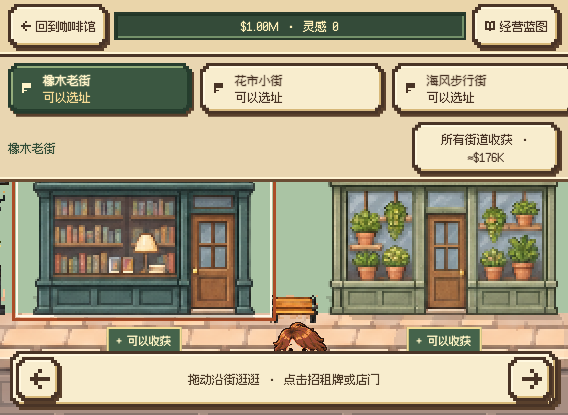 回到咖啡馆
$1.00M · 灵感 0
经营蓝图
橡木老街
可以选址
花市小街
可以选址
海风步行街
可以选址
橡木老街
所有街道收获 ·
≈$176K
+ 可以收获
+ 可以收获
拖动沿街逛逛 · 点击招租牌或店门